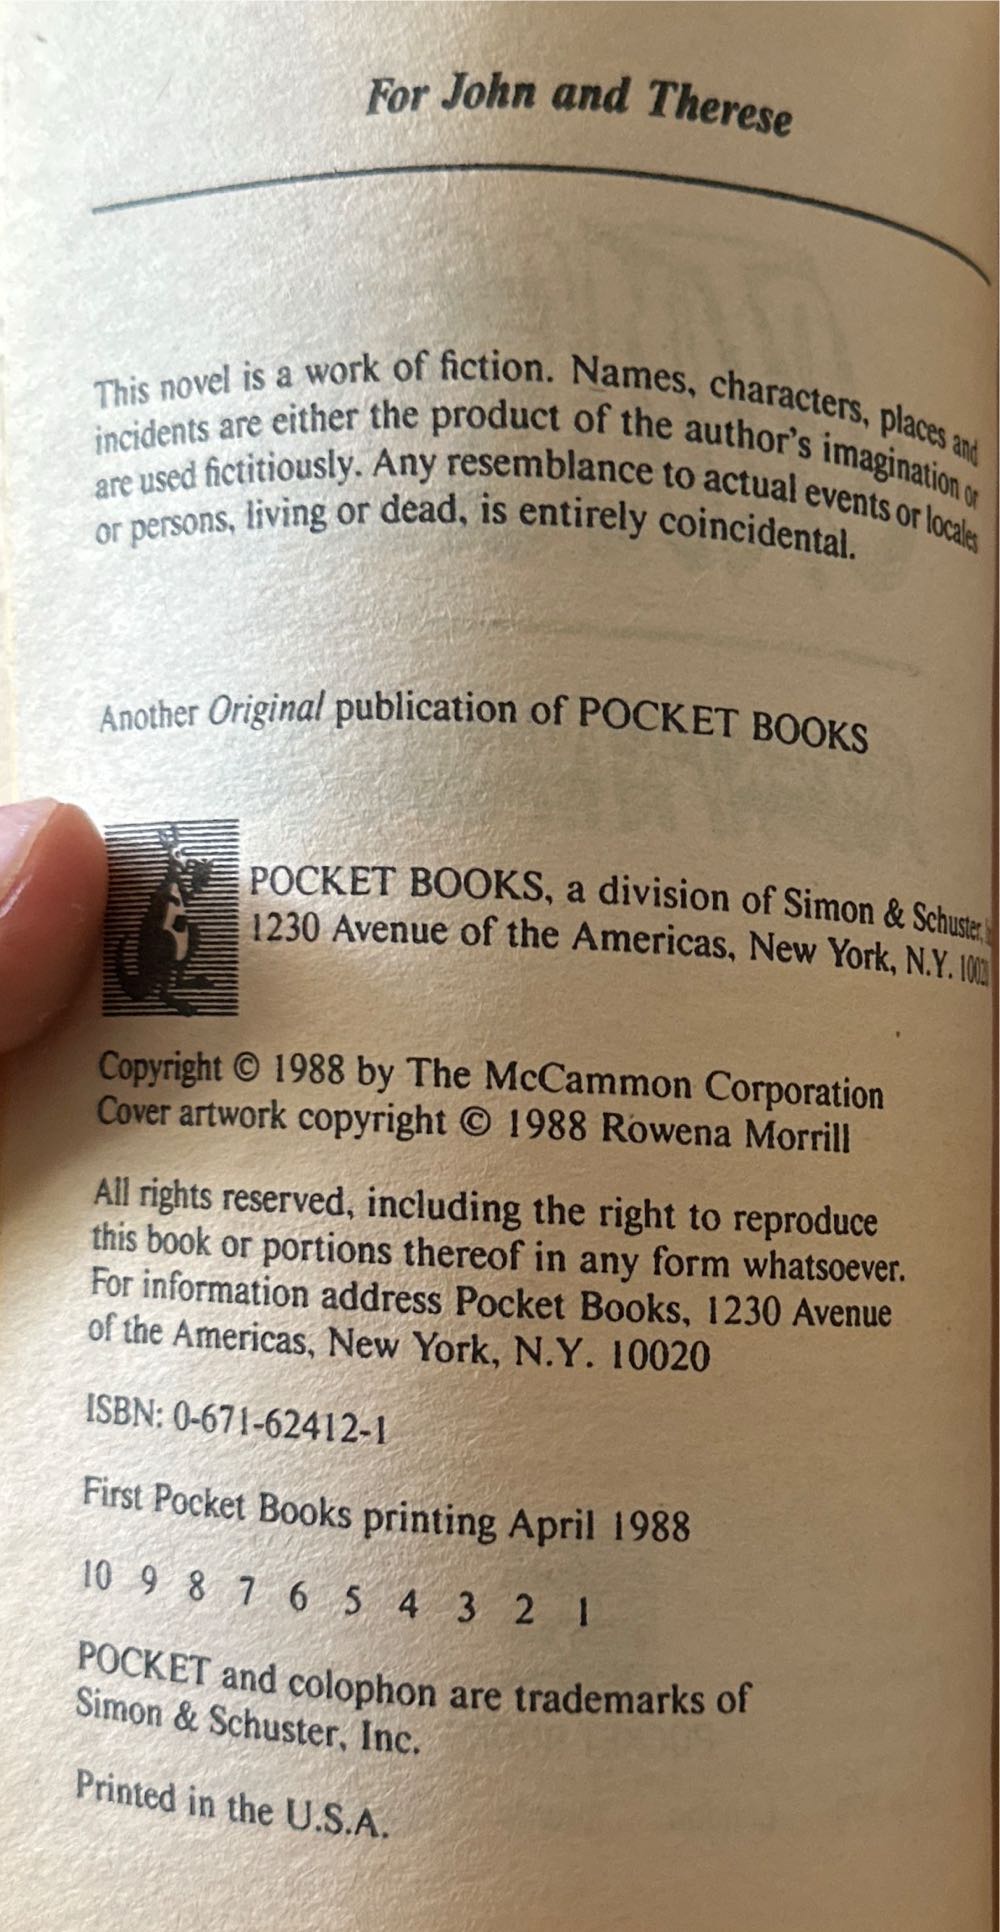 For John and Therese
This novel is a work of fiction. Names, characters, places and
incidents are either the product of the author's imagination or
are used fictitiously. Any resemblance to actual events or locales
or persons, living or dead, is entirely coincidental.
Another Original publication of POCKET BOOKS
POCKET BOOKS, a division of Simon & Schuster,
1230 Avenue of the Americas, New York, N.Y. 10020
Copyright © 1988 by The McCammon Corporation
Cover artwork copyright © 1988 Rowena Morrill
All rights reserved, including the right to reproduce
this book or portions thereof in any form whatsoever.
For information address Pocket Books, 1230 Avenue
of the Americas, New York, N.Y. 10020
ISBN: 0-671-62412-1
First Pocket Books printing April 1988
10 9 8 7 6 5 4 3 2 1
POCKET and colophon are trademarks of
Simon & Schuster, Inc.
Printed in the U.S.A.